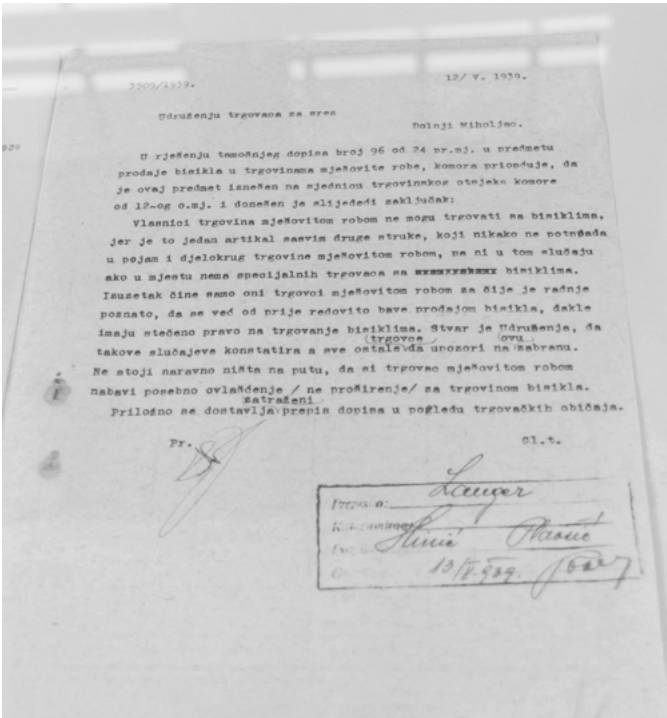 3509/1939.
12/ V. 1939.
Udruženju trgovaca za srez
Dolnji Miholjac.
U rješenju tamošnjeg dopisa broj 96 od 24 pr.mj. u predmetu
prodaje bisikla u trgovinama mješovite robe, komora priopćuje, da
je ovaj predmet iznešen na sjednicu trgovinskog otsjeka komore
od 12-og o.mj. i donešen je slijedeći zaključak:
Vlasnici trgovina mješovitom robom ne mogu trgovati sa bisiklima,
jer je to jedan artikal sasvim druge struke, koji nikako ne potpada
u pojam i djelokrug trgovine mješovitom robom, pa ni u tom slučaju
ako u mjestu nema specijalnih trgovaca sa bisiklima.
Izuzetak čine samo oni trgovci mješovitom robom za čije je radnje
poznato, da se već od prije redovito bave prodajom bisikla, dakle
imaju stečeno pravo na trgovanje bisiklima. Stvar je Udruženja, da
(trgovce ovu
takove slučajeve konstatira a sve ostale da upozori na zabranu.
Ne stoji naravno ništa na putu, da si trgovac mješovitom robom
nabavi posebno ovlaštenje / ne proširenje/ za trgovinom bisikla.
zatraženi
Priložno se dostavlja prepis dopisa u pogledu trgovačkih običaja.
Pr.
Gl.t.
Prepisao: Langer
13/V.939.